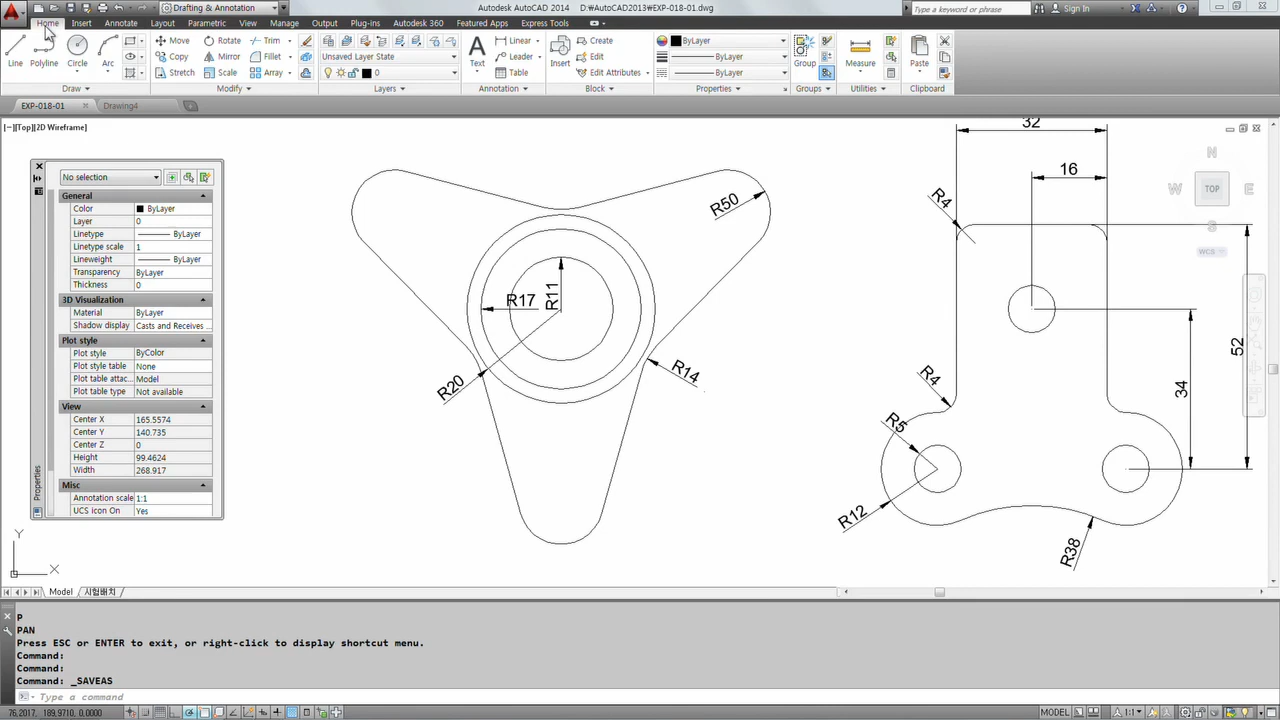 Drafting & Annotation
Autodesk AutoCAD 2014 D:\AutoCAD2013\EXP-018-01.dwg
Type a keyword or phrase
Sign In
Home Insert Annotate Layout Parametric View Manage Output Plug-ins Autodesk 360 Featured Apps Express Tools
Move Rotate Trim
Line Polyline Circle Arc
Copy Mirror Fillet
Stretch Scale Array
Unsaved Layer State
0
Text
Linear
Leader
Table
Insert
Create
Edit
Edit Attributes
ByLayer
ByLayer
ByLayer
Group
Measure
Paste
Draw Modify Layers Annotation Block Properties Groups Utilities Clipboard
EXP-018-01 Drawing4
[−][Top][2D Wireframe]
No selection
General
Color ByLayer
Layer 0
Linetype ByLayer
Linetype scale 1
Lineweight ByLayer
Transparency ByLayer
Thickness 0
3D Visualization
Material ByLayer
Shadow display Casts and Receives ...
Plot style
Plot style ByColor
Plot style table None
Plot table attac... Model
Plot table type Not available
View
Center X 165.5574
Center Y 140.735
Center Z 0
Height 99.4624
Width 268.917
Misc
Annotation scale 1:1
UCS icon On Yes
Properties
R50
R17
R11
R20
R14
32
16
R4
52
34
R4
R5
R12
R38
N
W TOP E
S
WCS
Y
X
Model 시험배치
P
PAN
Press ESC or ENTER to exit, or right-click to display shortcut menu.
Command:
Command:
Command: _SAVEAS
Type a command
76.2017, 189.9710, 0.0000
MODEL
1:1